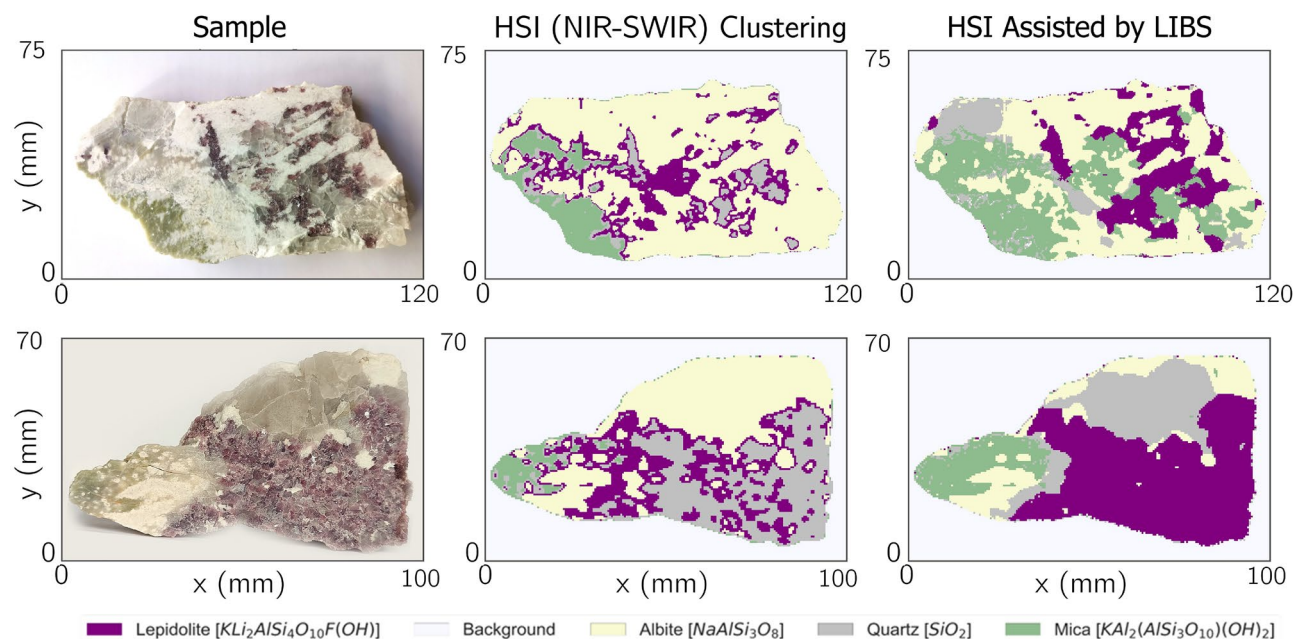 Sample
HSI (NIR-SWIR) Clustering
HSI Assisted by LIBS
75
y (mm)
0
0
120
75
0
0
120
75
0
0
120
70
y (mm)
0
0
x (mm)
100
70
0
0
x (mm)
100
70
0
0
x (mm)
100
Lepidolite [KLi₂AlSi₄O₁₀F(OH)]
Background
Albite [NaAlSi₃O₈]
Quartz [SiO₂]
Mica [KAl₂(AlSi₃O₁₀)(OH)₂]